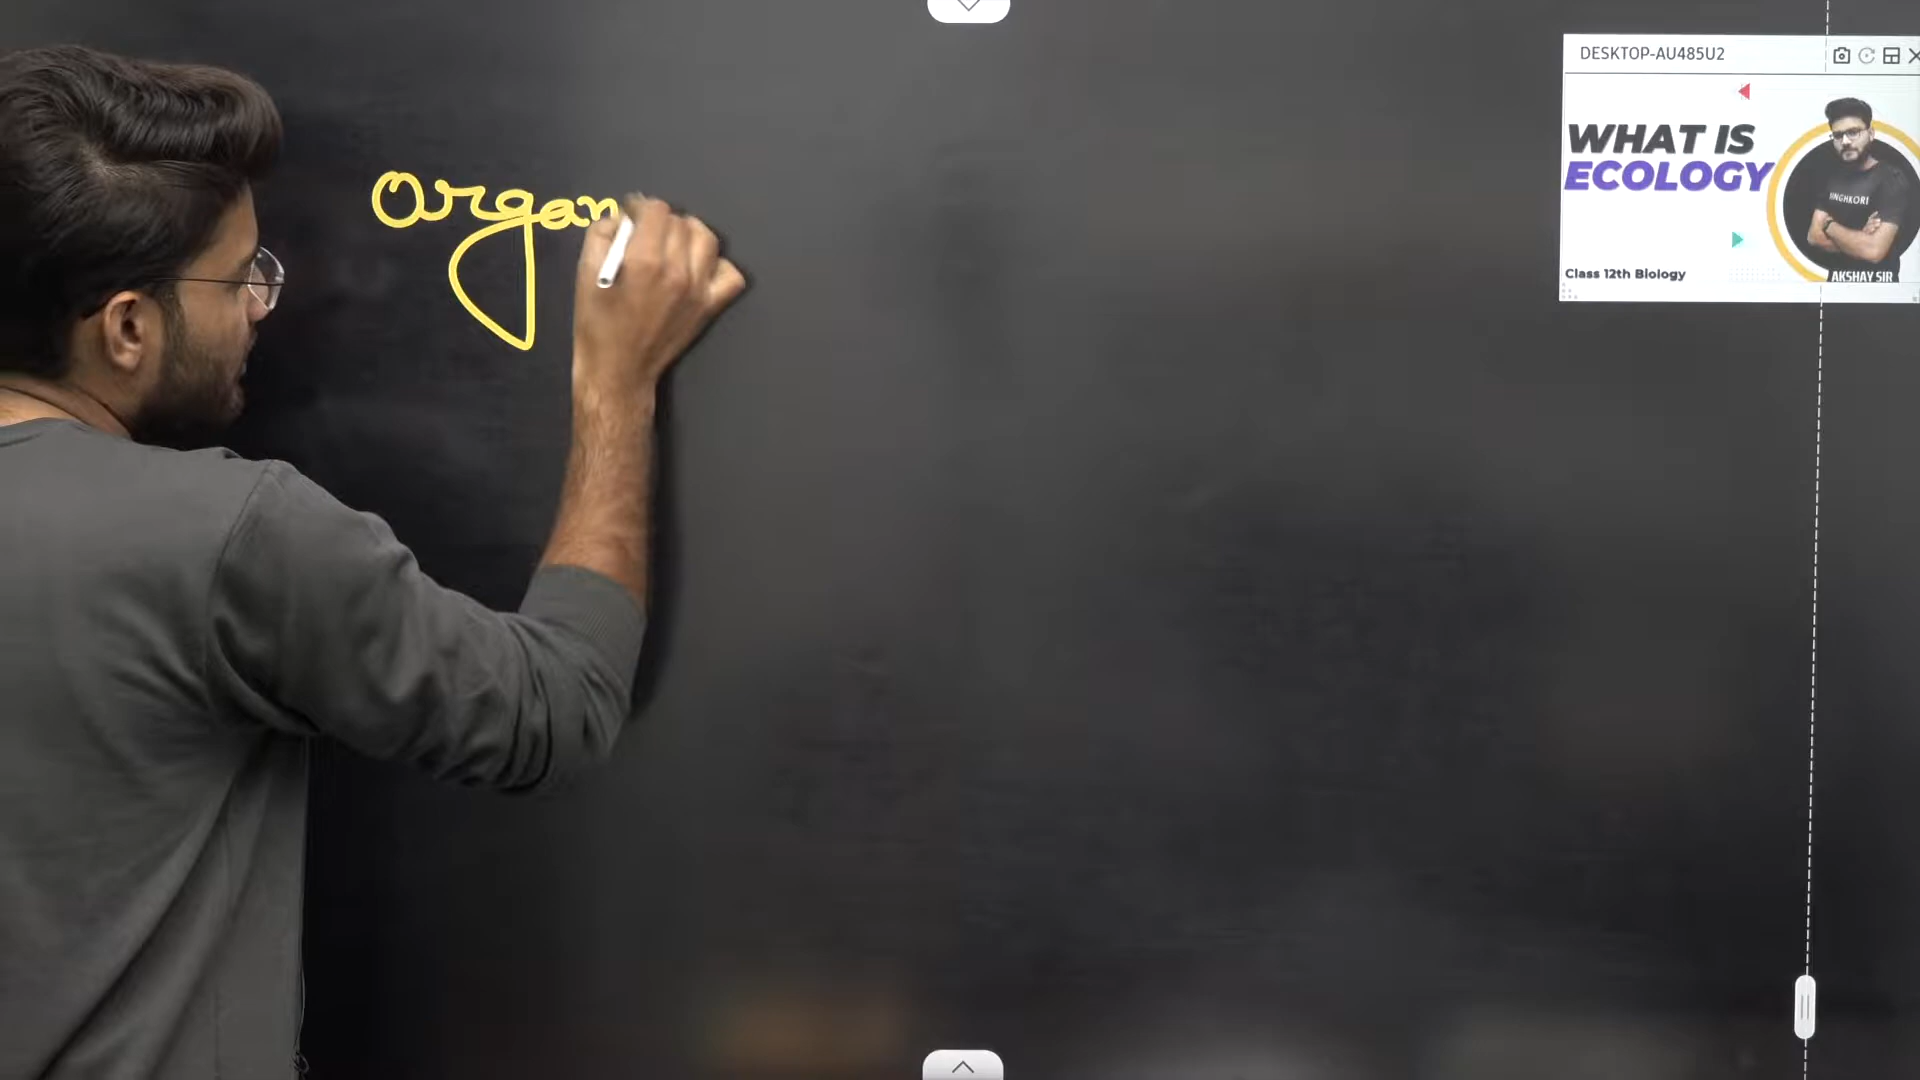 DESKTOP-AU485U2
WHAT IS
ECOLOGY
Class 12th Biology
AKSHAY SIR
organ